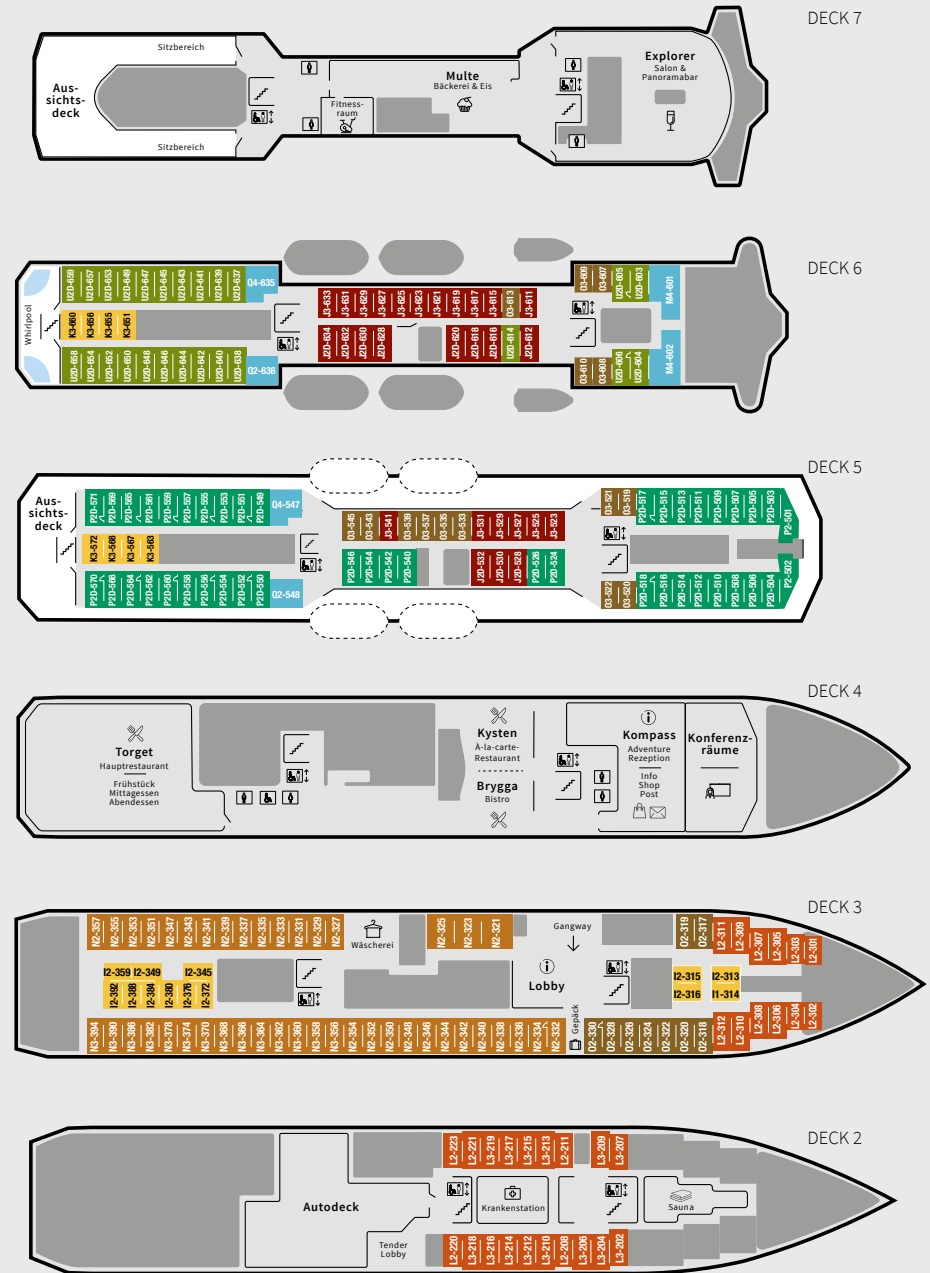 DECK 7
Sitzbereich
Aus-
sichts-
deck
Sitzbereich
Fitness-
raum
Multe
Bäckerei & Eis
Explorer
Salon &
Panoramabar
DECK 6
Whirlpool
U2D-659
U2D-657
U2D-653
U2D-649
U2D-647
U2D-645
U2D-643
U2D-641
U2D-639
U2D-637
Q4-635
J3-633
J3-631
J3-629
J3-627
J3-625
J3-623
J3-621
J3-619
J3-617
J3-615
O3-613
J3-611
O3-609
O3-607
U2D-605
U2D-603
M4-601
K3-660
K3-656
K3-655
K3-651
J2D-634
J2D-632
J2D-630
J2D-628
J2D-620
J2D-618
J2D-616
U2D-614
J2D-612
U2D-658
U2D-654
U2D-652
U2D-650
U2D-648
U2D-646
U2D-644
U2D-642
U2D-640
U2D-638
Q2-636
O3-610
O3-608
U2D-606
U2D-604
M4-602
DECK 5
Aus-
sichts-
deck
P2D-571
P2D-569
P2D-565
P2D-561
P2D-559
P2D-557
P2D-555
P2D-553
P2D-551
P2D-549
Q4-547
O3-545
O3-543
J3-541
O3-539
O3-537
O3-535
O3-533
J3-531
J3-529
J3-527
J3-525
J3-523
O3-521
O3-519
P2D-517
P2D-515
P2D-513
P2D-511
P2D-509
P2D-507
P2D-505
P2D-503
P2-501
K3-572
K3-568
K3-567
K3-563
P2D-546
P2D-544
P2D-542
P2D-540
J2D-532
J2D-530
J2D-528
P2D-526
P2D-524
P2D-570
P2D-566
P2D-564
P2D-562
P2D-560
P2D-558
P2D-556
P2D-554
P2D-552
P2D-550
Q2-548
O3-522
O3-520
P2D-518
P2D-516
P2D-514
P2D-512
P2D-510
P2D-508
P2D-506
P2D-504
P2-502
DECK 4
Torget
Hauptrestaurant
Frühstück
Mittagessen
Abendessen
Kysten
À-la-carte-
Restaurant
Brygga
Bistro
Kompass
Adventure
Rezeption
Info
Shop
Post
Konferenz-
räume
DECK 3
N2-357
N2-355
N2-353
N2-351
N2-347
N2-343
N2-341
N2-339
N2-337
N2-335
N2-333
N2-331
N2-329
N2-327
Wäscherei
N2-325
N2-323
N2-321
Gangway
O2-319
O2-317
L2-311
L2-309
L2-307
L2-305
L2-303
L2-301
I2-359
I2-349
I2-345
I2-392
I2-388
I2-384
I2-380
I2-376
I2-372
Lobby
I2-315
I2-316
I2-313
I1-314
N3-394
N3-390
N3-386
N3-382
N3-378
N3-374
N3-370
N3-368
N3-366
N3-364
N3-362
N3-360
N3-358
N3-356
N2-354
N2-352
N2-350
N2-348
N2-346
N2-344
N2-342
N2-340
N2-338
N2-336
N2-334
N2-332
Gepäck
O2-330
O2-328
O2-326
O2-324
O2-322
O2-320
O2-318
L2-312
L2-310
L2-308
L2-306
L2-304
L2-302
DECK 2
L2-223
L2-221
L3-219
L3-217
L3-215
L3-213
L2-211
L3-209
L3-207
Autodeck
Krankenstation
Sauna
Tender
Lobby
L2-220
L3-218
L3-216
L3-214
L3-212
L3-210
L2-208
L3-206
L3-204
L3-202